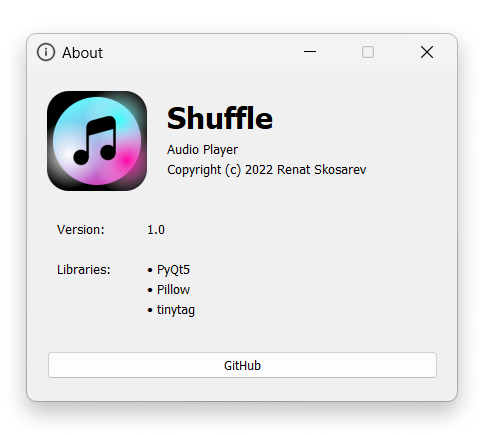 About
Shuffle
Audio Player
Copyright (c) 2022 Renat Skosarev
Version: 1.0
Libraries: • PyQt5
• Pillow
• tinytag
GitHub